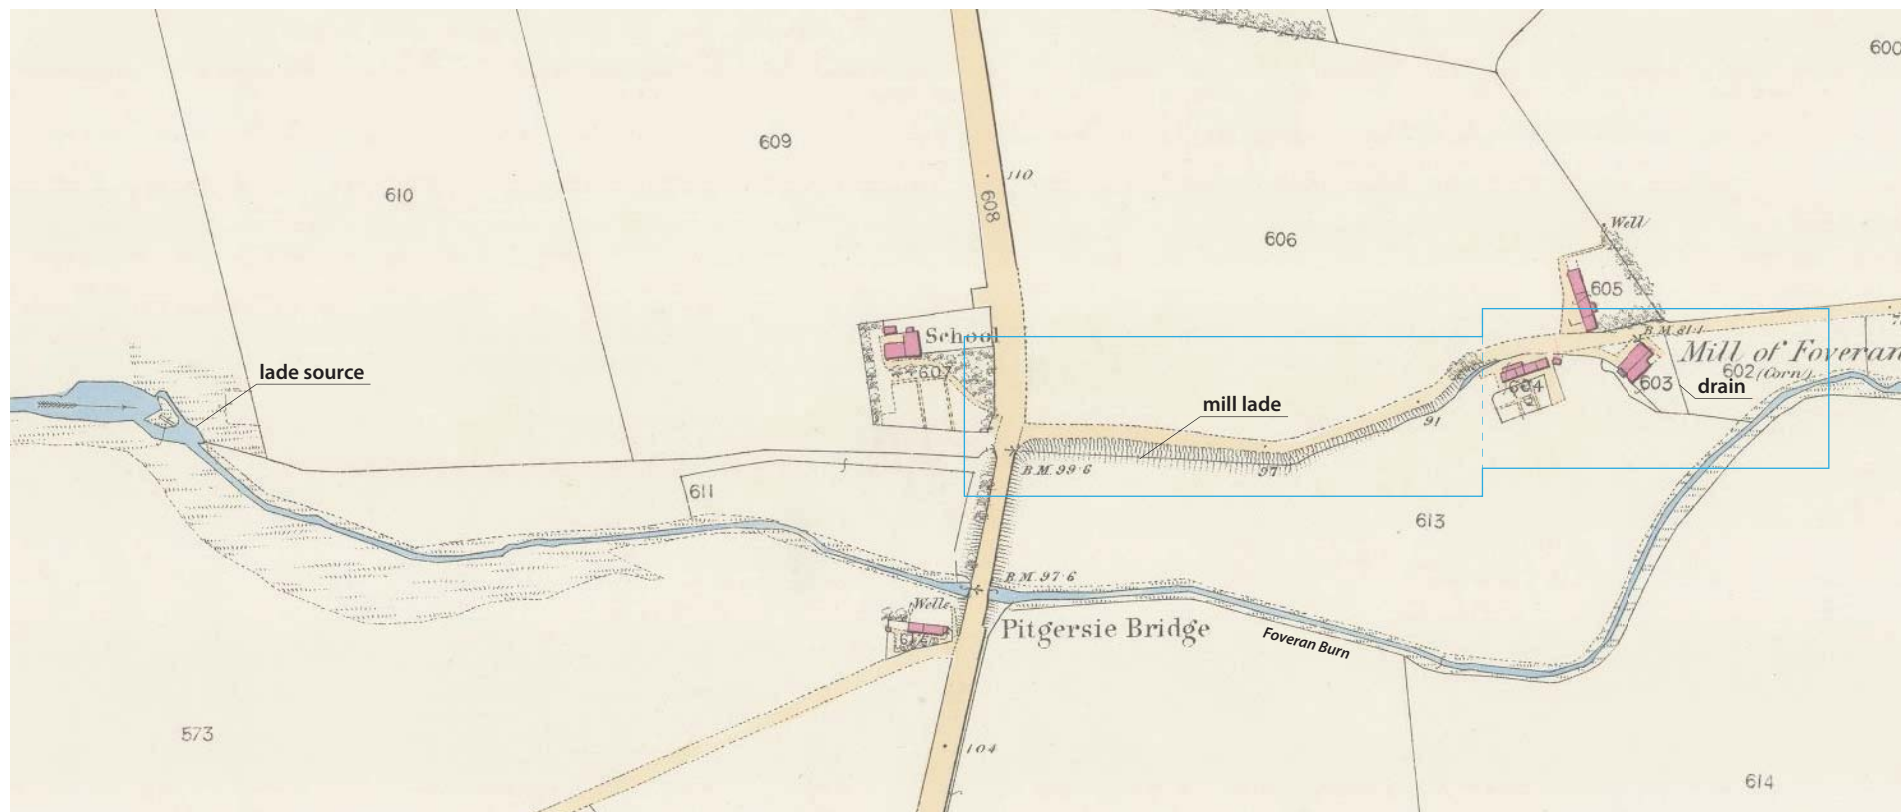 600
609
610
110
608
606
Well
605
School
607
B.M. 81·1
Mill of Foveran
602 (Corn)
603
drain
604
lade source
mill lade
91
B.M. 99·6
97
611
613
B.M. 97·6
Wells
Pitgersie Bridge
Foveran Burn
573
104
614